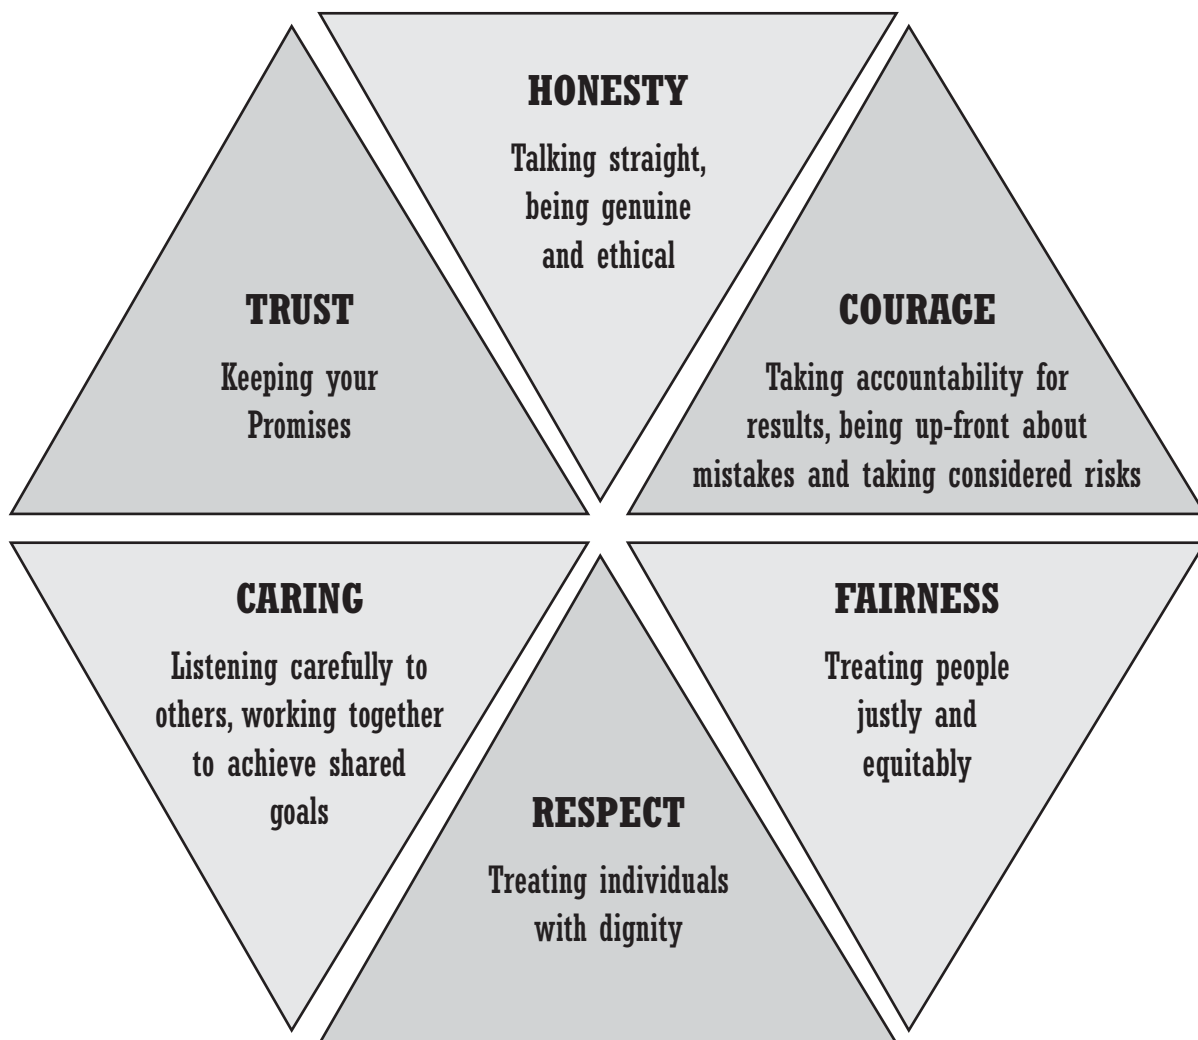 HONESTY
Talking straight,
being genuine
and ethical
TRUST
Keeping your
Promises
COURAGE
Taking accountability for
results, being up-front about
mistakes and taking considered risks
CARING
Listening carefully to
others, working together
to achieve shared
goals
RESPECT
Treating individuals
with dignity
FAIRNESS
Treating people
justly and
equitably